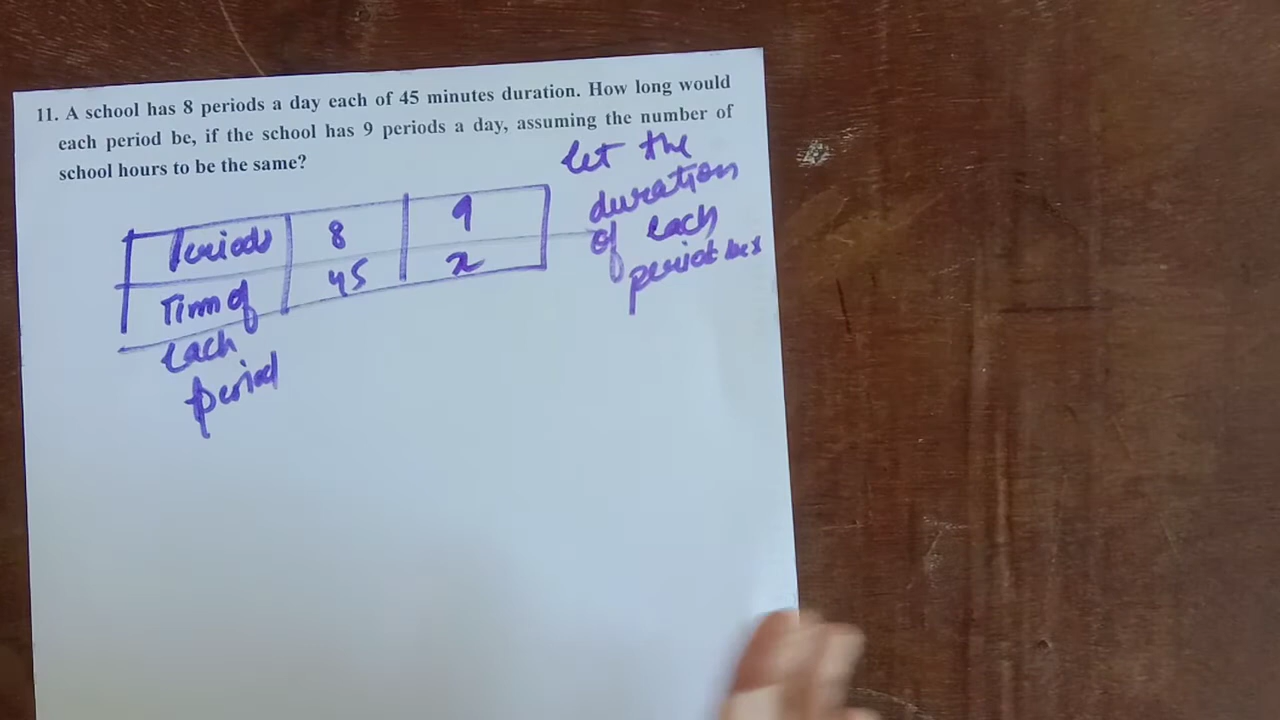 11. A school has 8 periods a day each of 45 minutes duration. How long would
each period be, if the school has 9 periods a day, assuming the number of
school hours to be the same?
let the
duration
of each
period be x
Periods 8 9
Time of 45 x
each
period